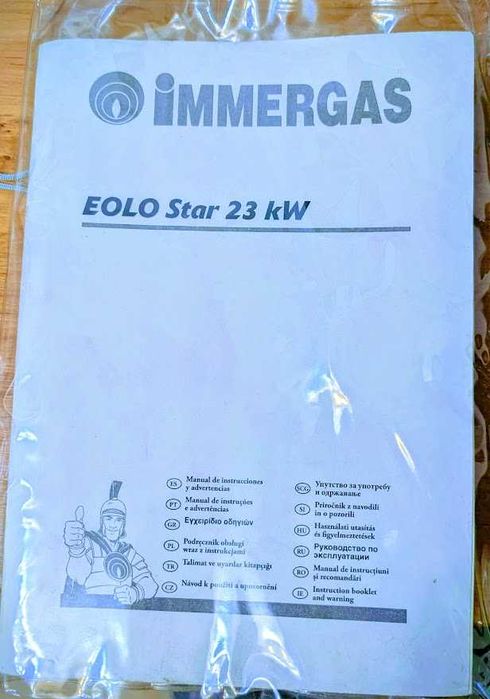 iMMERGAS
EOLO Star 23 kW
ES Manual de instrucciones
y advertencias
PT Manual de instruções
e advertências
GR Εγχειρίδιο οδηγιών
PL Podręcznik obsługi
wraz z instrukcjami
TR Talimat ve uyarılar kitapçığı
CZ Návod k použití a upozornění
SCG Упутство за употребу
и одржавање
SI Priročnik z navodili
in o pozorili
HU Használati utasítás
és figyelmeztetések
RU Руководство по
эксплуатации
RO Manual de instrucţiuni
şi recomandări
IE Instruction booklet
and warning